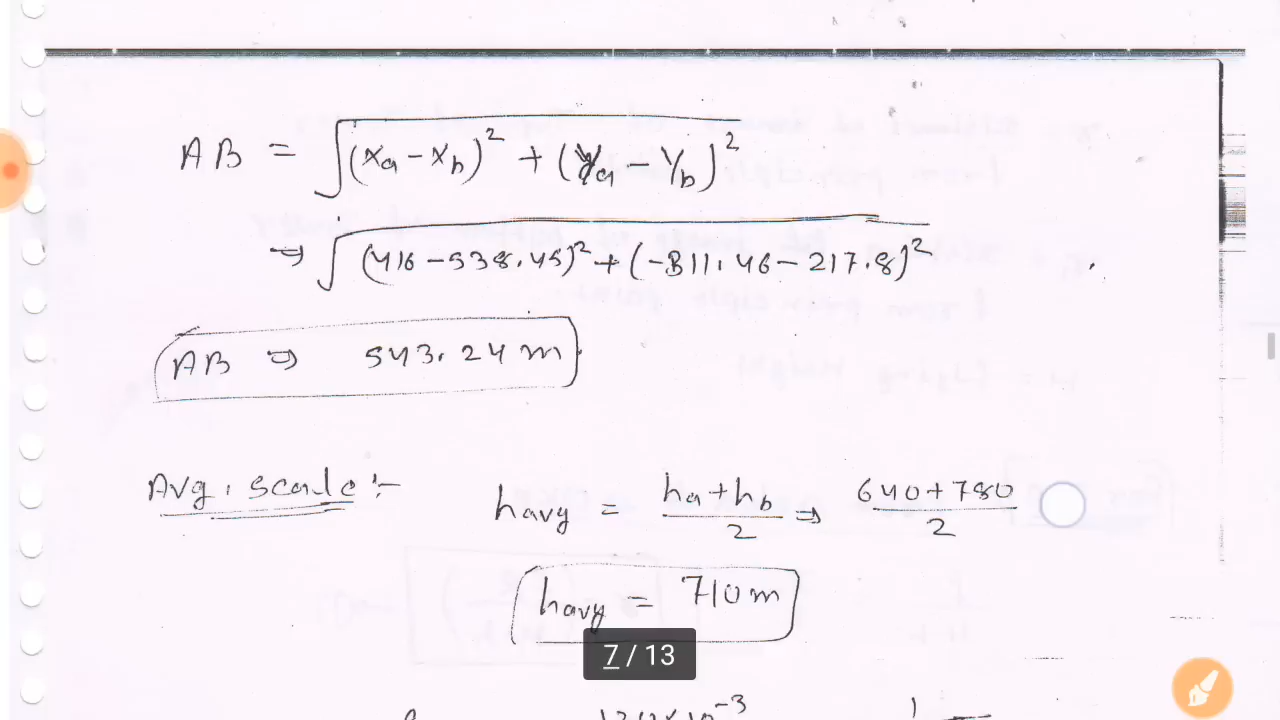 AB = √(Xa - Xb)² + (Ya - Yb)²
⇒ √(416 - 538.45)² + (-311.46 - 217.8)²
AB ⇒ 543.24 m
Avg. scale :-
havg = ha + hb / 2 ⇒ 640 + 780 / 2
havg = 710 m
7 / 13